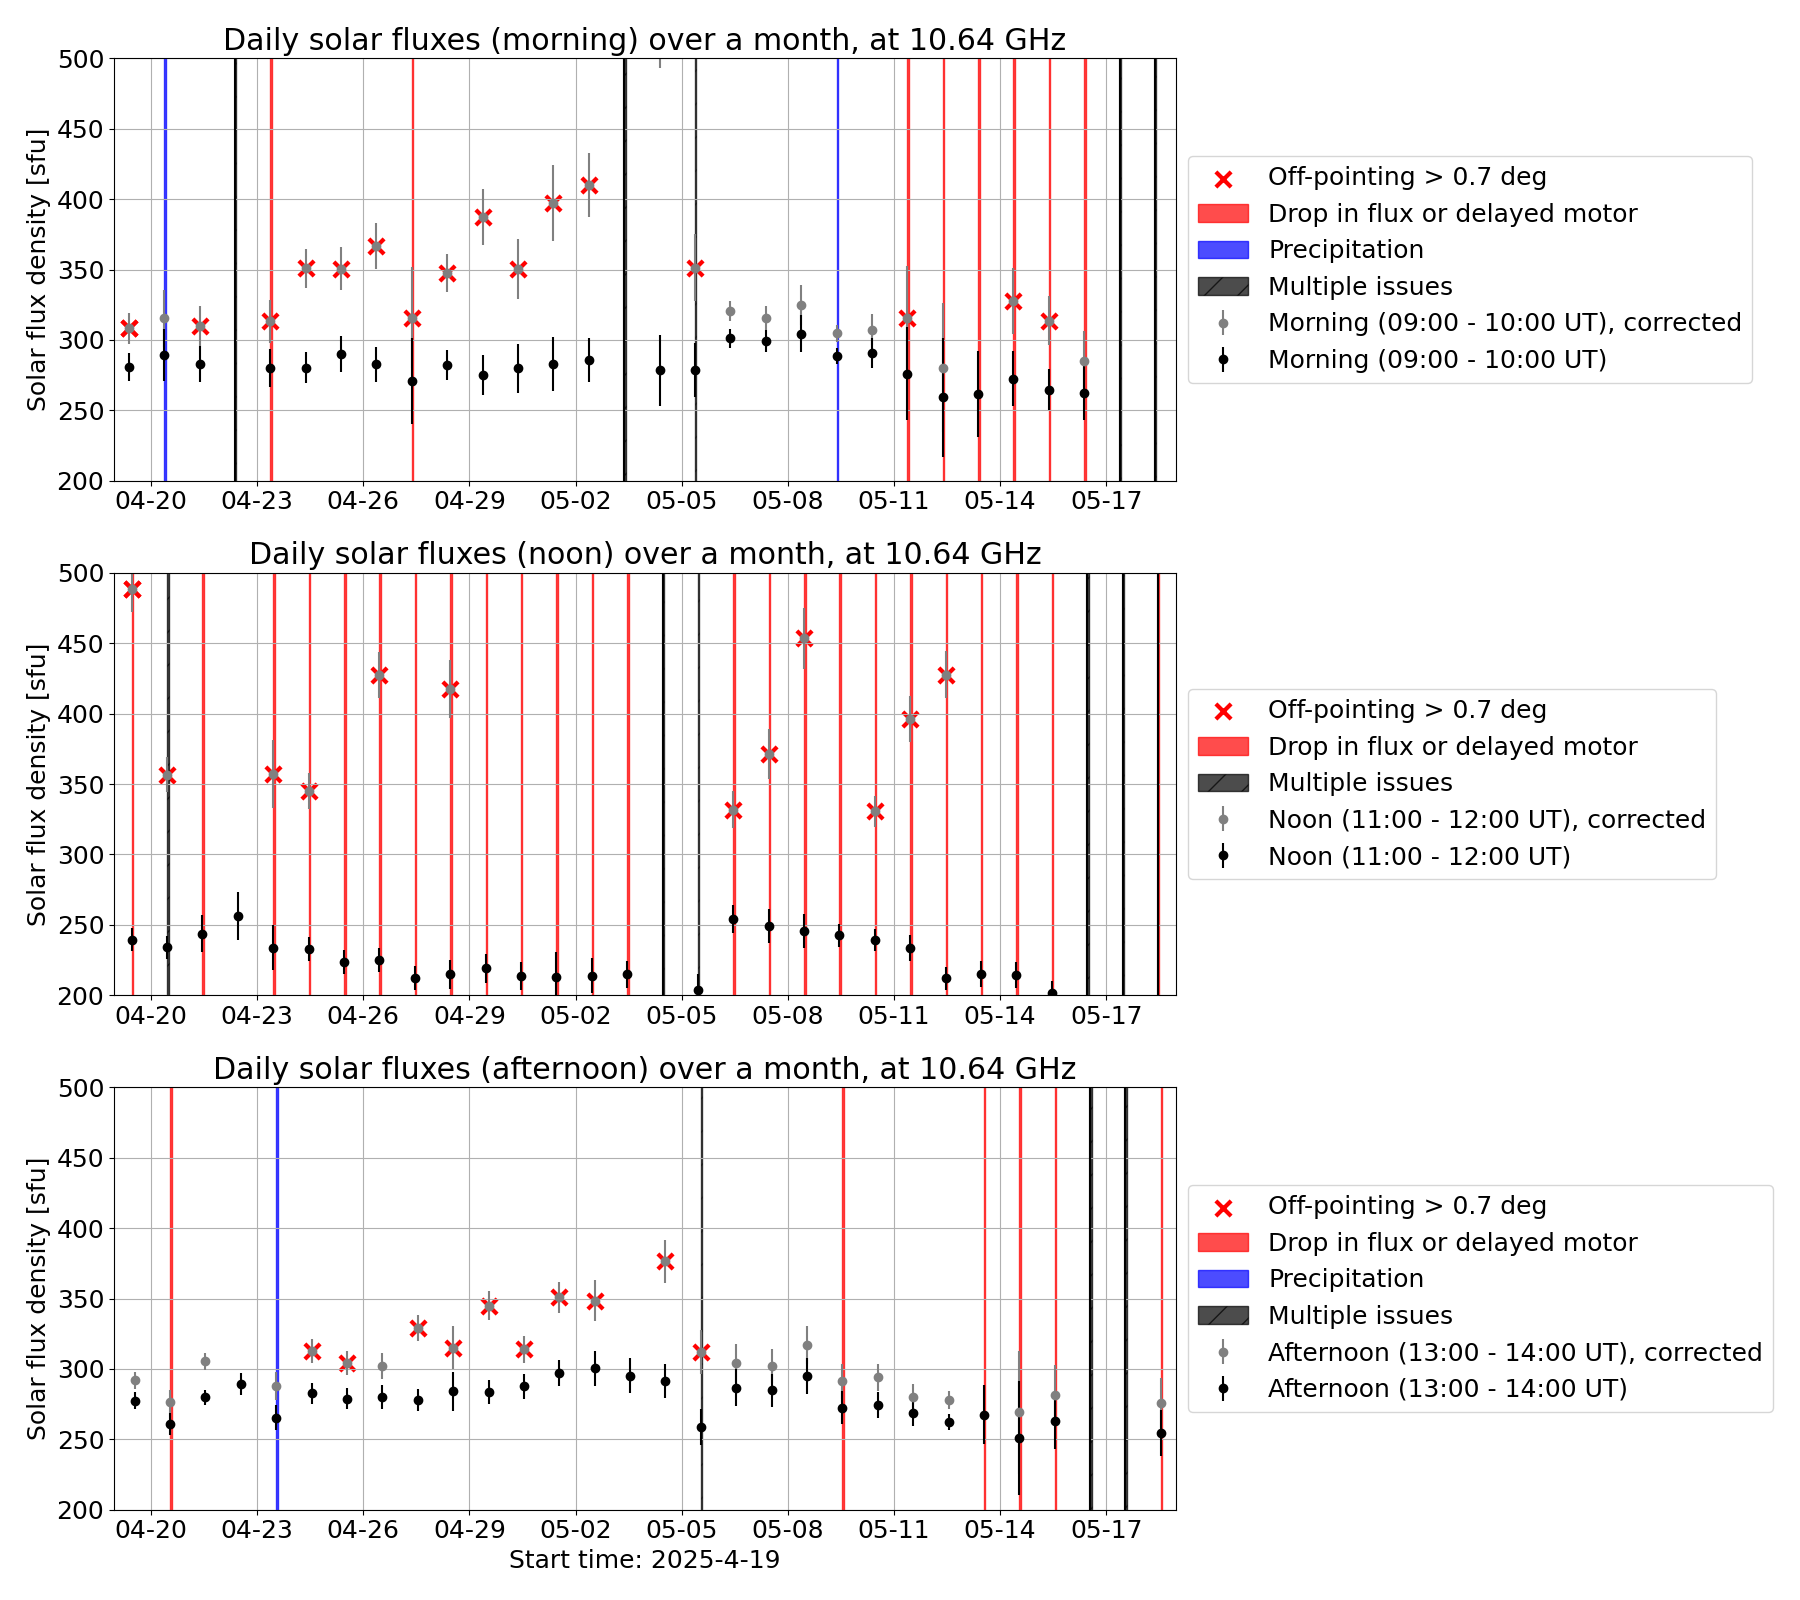 Daily solar fluxes (morning) over a month, at 10.64 GHz
Solar flux density [sfu]
500
450
400
350
300
250
200
04-20 04-23 04-26 04-29 05-02 05-05 05-08 05-11 05-14 05-17
Off-pointing > 0.7 deg
Drop in flux or delayed motor
Precipitation
Multiple issues
Morning (09:00 - 10:00 UT), corrected
Morning (09:00 - 10:00 UT)
Daily solar fluxes (noon) over a month, at 10.64 GHz
Solar flux density [sfu]
500
450
400
350
300
250
200
04-20 04-23 04-26 04-29 05-02 05-05 05-08 05-11 05-14 05-17
Off-pointing > 0.7 deg
Drop in flux or delayed motor
Multiple issues
Noon (11:00 - 12:00 UT), corrected
Noon (11:00 - 12:00 UT)
Daily solar fluxes (afternoon) over a month, at 10.64 GHz
Solar flux density [sfu]
500
450
400
350
300
250
200
04-20 04-23 04-26 04-29 05-02 05-05 05-08 05-11 05-14 05-17
Start time: 2025-4-19
Off-pointing > 0.7 deg
Drop in flux or delayed motor
Precipitation
Multiple issues
Afternoon (13:00 - 14:00 UT), corrected
Afternoon (13:00 - 14:00 UT)